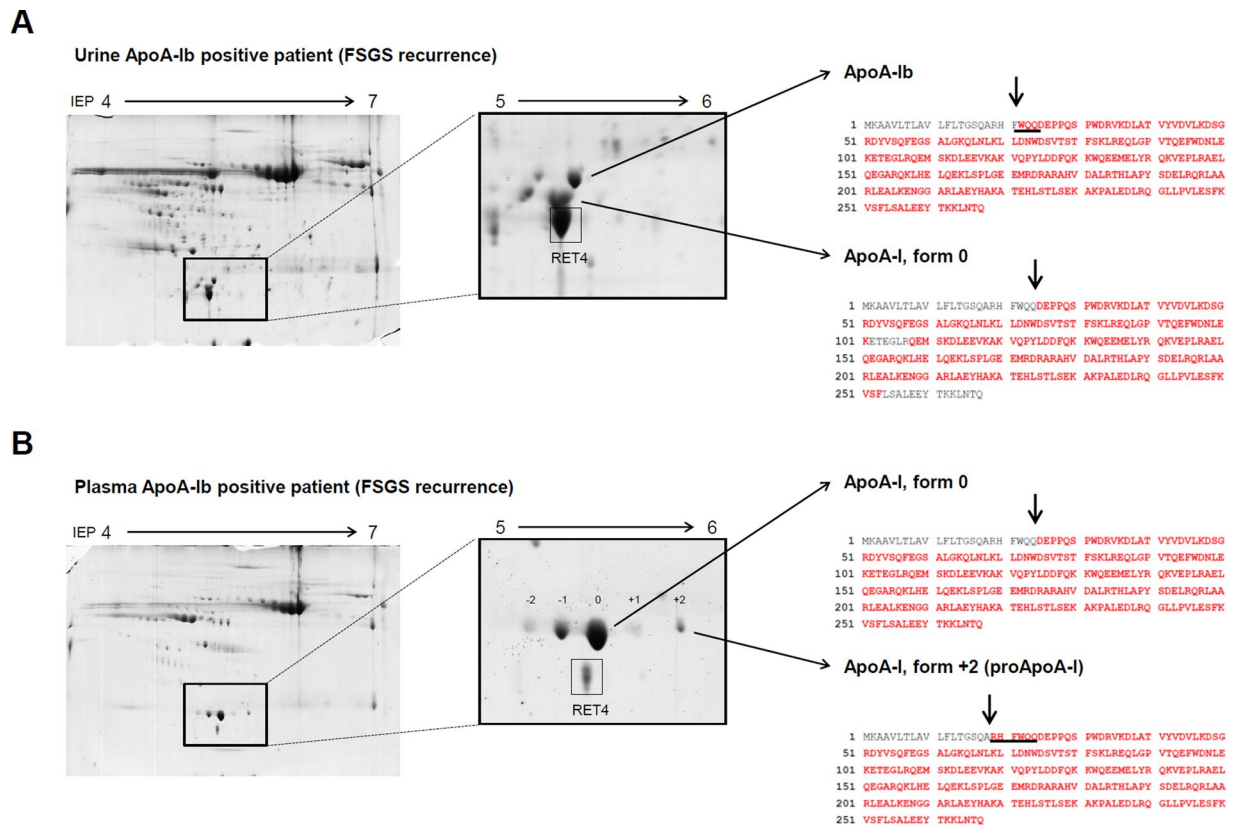 A
Urine ApoA-Ib positive patient (FSGS recurrence)
IEP 4 7
5 6
RET4
ApoA-Ib
1 MKAAVLTLAV LFLTGSQARH FWQQDEPPQS PWDRVKDLAT VYVDVLKDSG
51 RDYVSQFEGS ALGKQLNLKL LDNWDSVTST FSKLREQLGP VTQEFWDNLE
101 KETEGLRQEM SKDLEEVKAK VQPYLDDFQK KWQEEMELYR QKVEPLRAEL
151 QEGARQKLHE LQEKLSPLGE EMRDRARAHV DALRTHLAPY SDELRQRLAA
201 RLEALKENGG ARLAEYHAKA TEHLSTLSEK AKPALEDLRQ GLLPVLESFK
251 VSFLSALEEY TKKLNTQ
ApoA-I, form 0
1 MKAAVLTLAV LFLTGSQARH FWQQDEPPQS PWDRVKDLAT VYVDVLKDSG
51 RDYVSQFEGS ALGKQLNLKL LDNWDSVTST FSKLREQLGP VTQEFWDNLE
101 KETEGLRQEM SKDLEEVKAK VQPYLDDFQK KWQEEMELYR QKVEPLRAEL
151 QEGARQKLHE LQEKLSPLGE EMRDRARAHV DALRTHLAPY SDELRQRLAA
201 RLEALKENGG ARLAEYHAKA TEHLSTLSEK AKPALEDLRQ GLLPVLESFK
251 VSFLSALEEY TKKLNTQ
B
Plasma ApoA-Ib positive patient (FSGS recurrence)
IEP 4 7
5 6
-2 -1 0 +1 +2
RET4
ApoA-I, form 0
1 MKAAVLTLAV LFLTGSQARH FWQQDEPPQS PWDRVKDLAT VYVDVLKDSG
51 RDYVSQFEGS ALGKQLNLKL LDNWDSVTST FSKLREQLGP VTQEFWDNLE
101 KETEGLRQEM SKDLEEVKAK VQPYLDDFQK KWQEEMELYR QKVEPLRAEL
151 QEGARQKLHE LQEKLSPLGE EMRDRARAHV DALRTHLAPY SDELRQRLAA
201 RLEALKENGG ARLAEYHAKA TEHLSTLSEK AKPALEDLRQ GLLPVLESFK
251 VSFLSALEEY TKKLNTQ
ApoA-I, form +2 (proApoA-I)
1 MKAAVLTLAV LFLTGSQARH FWQQDEPPQS PWDRVKDLAT VYVDVLKDSG
51 RDYVSQFEGS ALGKQLNLKL LDNWDSVTST FSKLREQLGP VTQEFWDNLE
101 KETEGLRQEM SKDLEEVKAK VQPYLDDFQK KWQEEMELYR QKVEPLRAEL
151 QEGARQKLHE LQEKLSPLGE EMRDRARAHV DALRTHLAPY SDELRQRLAA
201 RLEALKENGG ARLAEYHAKA TEHLSTLSEK AKPALEDLRQ GLLPVLESFK
251 VSFLSALEEY TKKLNTQ